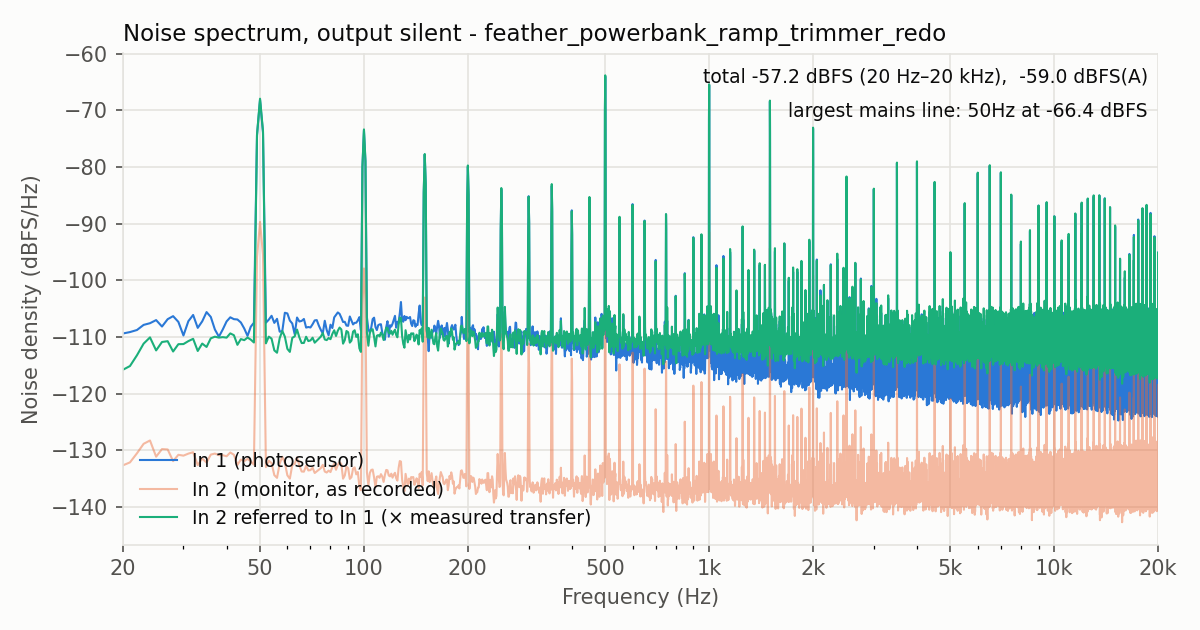 Noise spectrum, output silent - feather_powerbank_ramp_trimmer_redo
total -57.2 dBFS (20 Hz–20 kHz),  -59.0 dBFS(A)
largest mains line: 50Hz at -66.4 dBFS
Noise density (dBFS/Hz)
−60
−70
−80
−90
−100
−110
−120
−130
−140
In 1 (photosensor)
In 2 (monitor, as recorded)
In 2 referred to In 1 (× measured transfer)
20
50
100
200
500
1k
2k
5k
10k
20k
Frequency (Hz)